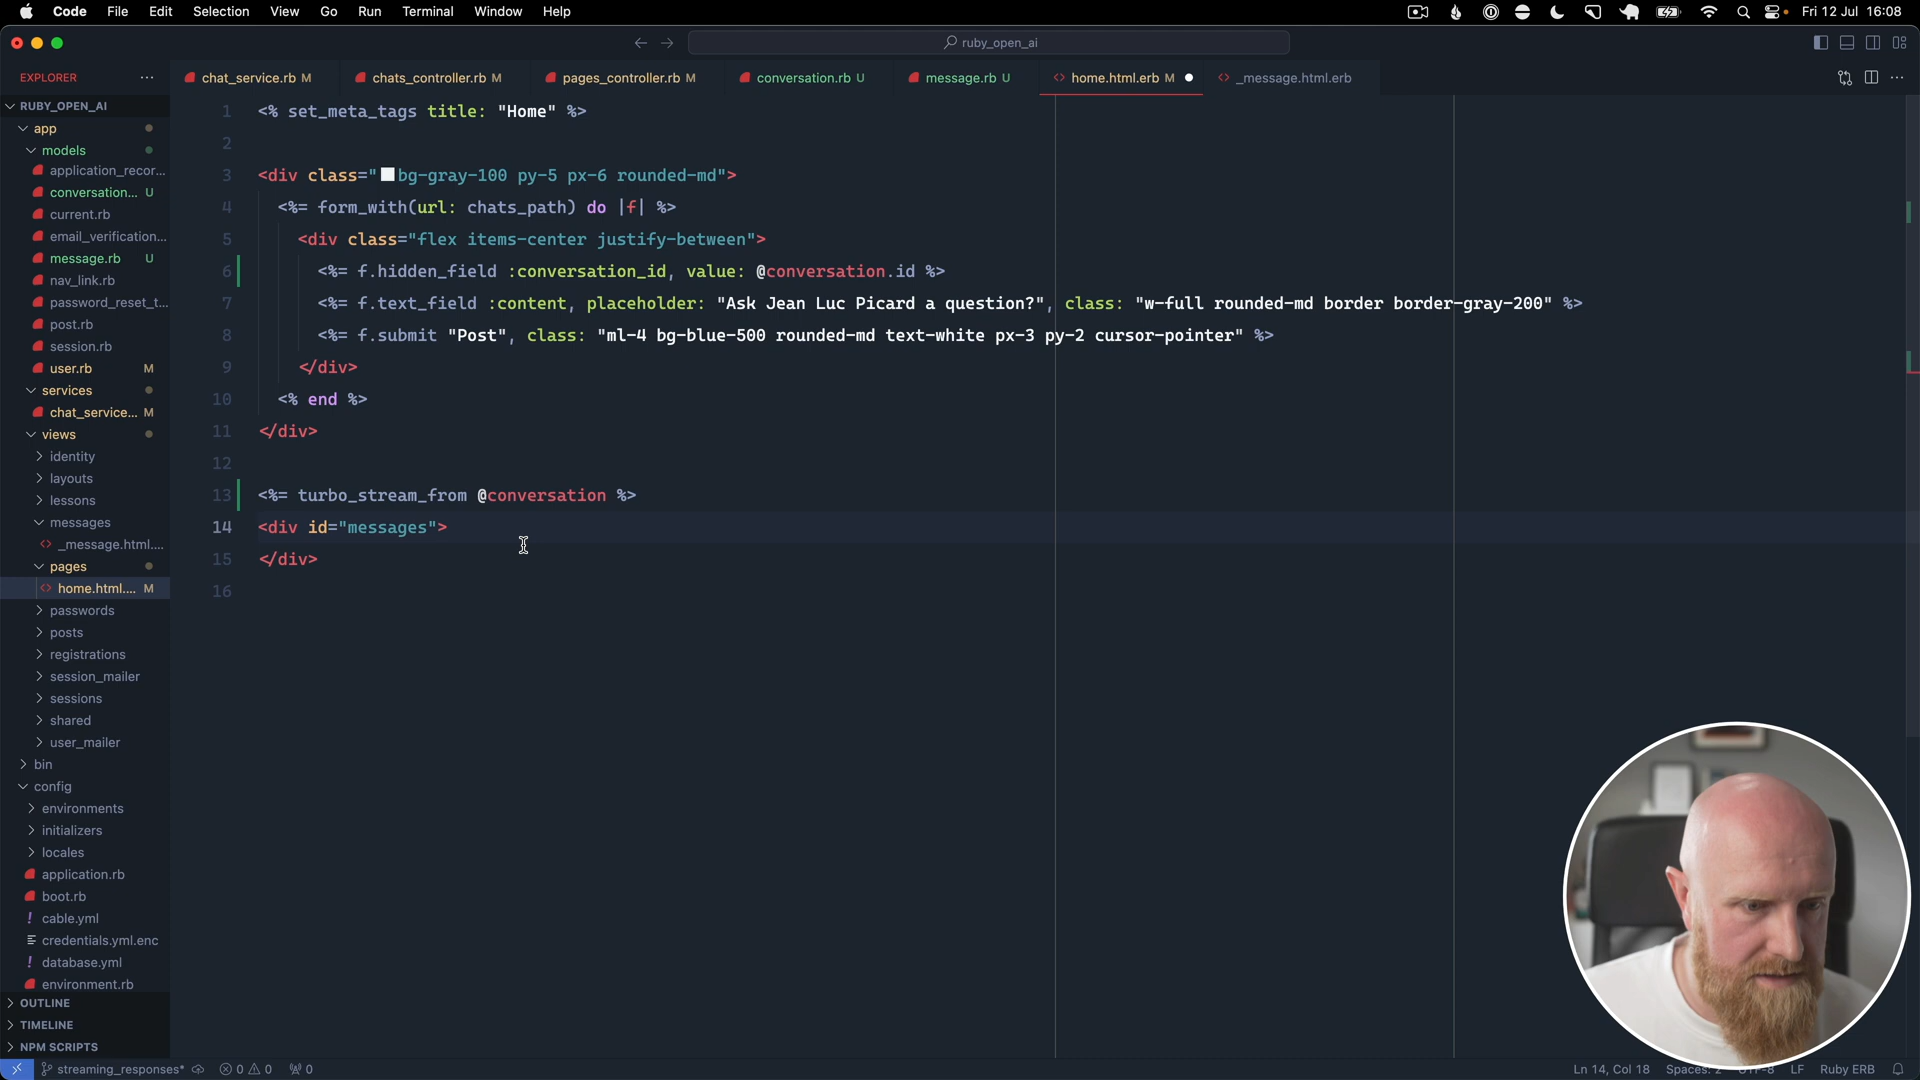 Code File Edit Selection View Go Run Terminal Window Help Fri 12 Jul 16:08
ruby_open_ai
EXPLORER
chat_service.rb M chats_controller.rb M pages_controller.rb M conversation.rb U message.rb U home.html.erb M _message.html.erb
RUBY_OPEN_AI
app
models
application_recor...
conversation... U
current.rb
email_verification...
message.rb U
nav_link.rb
password_reset_t...
post.rb
session.rb
user.rb M
services
chat_service... M
views
identity
layouts
lessons
messages
_message.html....
pages
home.html.... M
passwords
posts
registrations
session_mailer
sessions
shared
user_mailer
bin
config
environments
initializers
locales
application.rb
boot.rb
cable.yml
credentials.yml.enc
database.yml
environment.rb
OUTLINE
TIMELINE
NPM SCRIPTS
1 <% set_meta_tags title: "Home" %>
2
3 <div class="bg-gray-100 py-5 px-6 rounded-md">
4 <%= form_with(url: chats_path) do |f| %>
5 <div class="flex items-center justify-between">
6 <%= f.hidden_field :conversation_id, value: @conversation.id %>
7 <%= f.text_field :content, placeholder: "Ask Jean Luc Picard a question?", class: "w-full rounded-md border border-gray-200" %>
8 <%= f.submit "Post", class: "ml-4 bg-blue-500 rounded-md text-white px-3 py-2 cursor-pointer" %>
9 </div>
10 <% end %>
11 </div>
12
13 <%= turbo_stream_from @conversation %>
14 <div id="messages">
15 </div>
16
streaming_responses* 0 0 0 Ln 14, Col 18 Spaces: 2 UTF-8 LF Ruby ERB